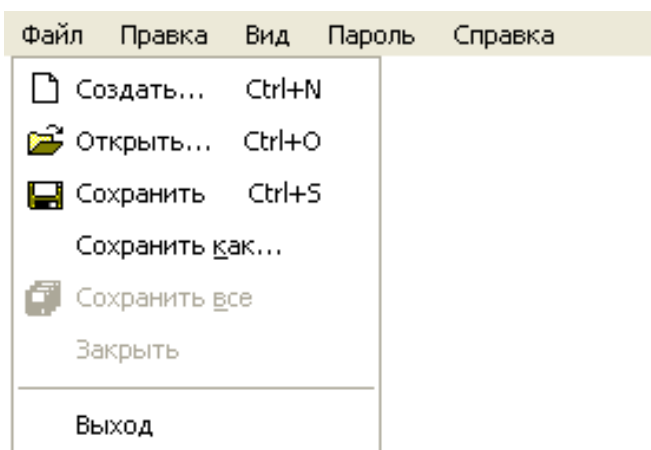 Файл Правка Вид Пароль Справка
Создать... Ctrl+N
Открыть... Ctrl+O
Сохранить Ctrl+S
Сохранить как...
Сохранить все
Закрыть
Выход